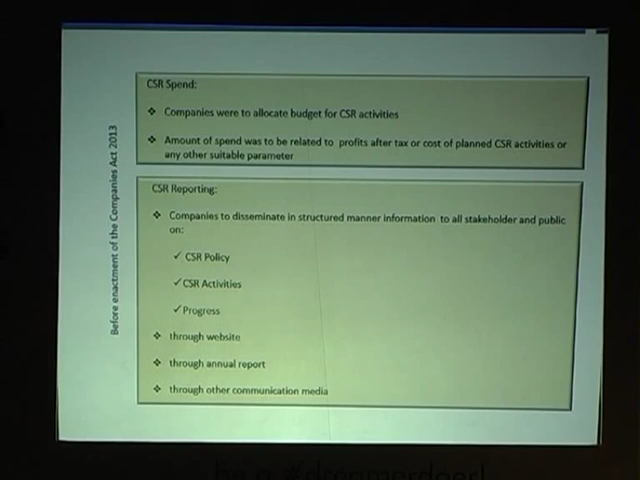 Before enactment of the Companies Act 2013
CSR Spend:
❖ Companies were to allocate budget for CSR activities
❖ Amount of spend was to be related to profits after tax or cost of planned CSR activities or
any other suitable parameter
CSR Reporting:
❖ Companies to disseminate in structured manner information to all stakeholder and public
on:
✓ CSR Policy
✓ CSR Activities
✓ Progress
❖ through website
❖ through annual report
❖ through other communication media